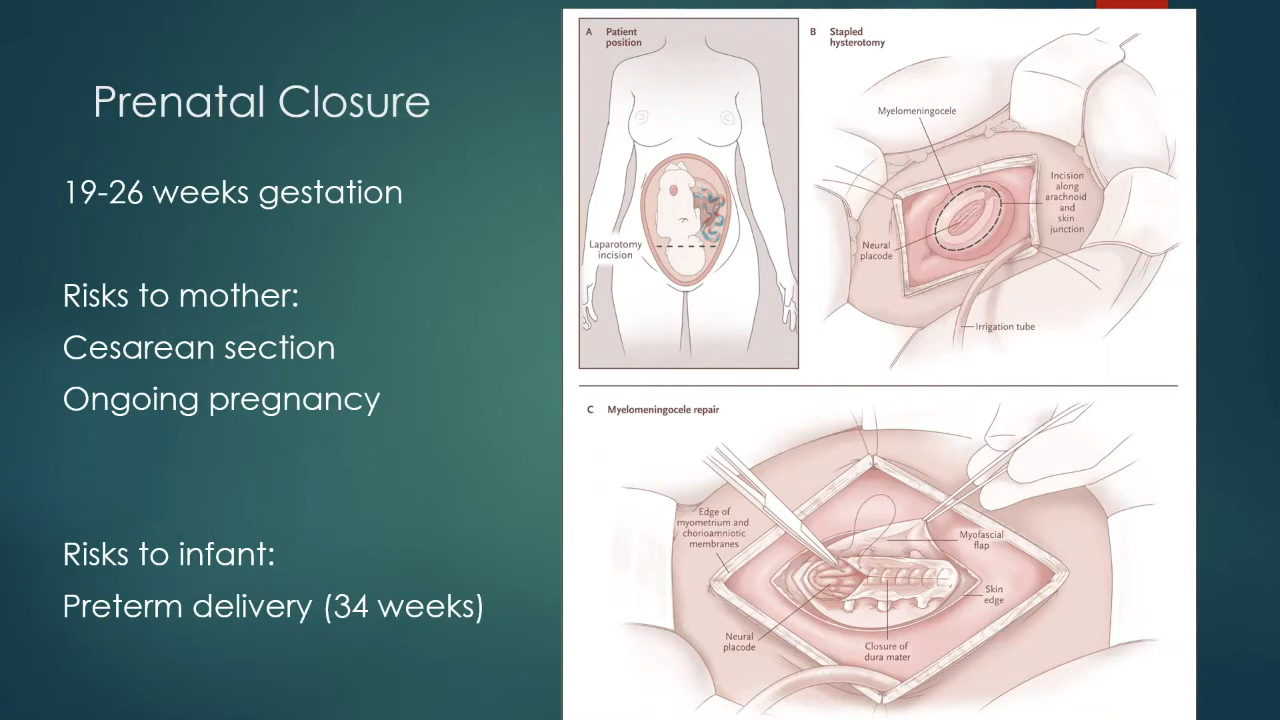 Prenatal Closure
19-26 weeks gestation
Risks to mother:
Cesarean section
Ongoing pregnancy
Risks to infant:
Preterm delivery (34 weeks)
A Patient
position
Laparotomy
incision
B Stapled
hysterotomy
Myelomeningocele
Incision
along
arachnoid
and
skin
junction
Neural
placode
Irrigation tube
C Myelomeningocele repair
Edge of
myometrium and
chorioamniotic
membranes
Myofascial
flap
Skin
edge
Neural
placode
Closure of
dura mater